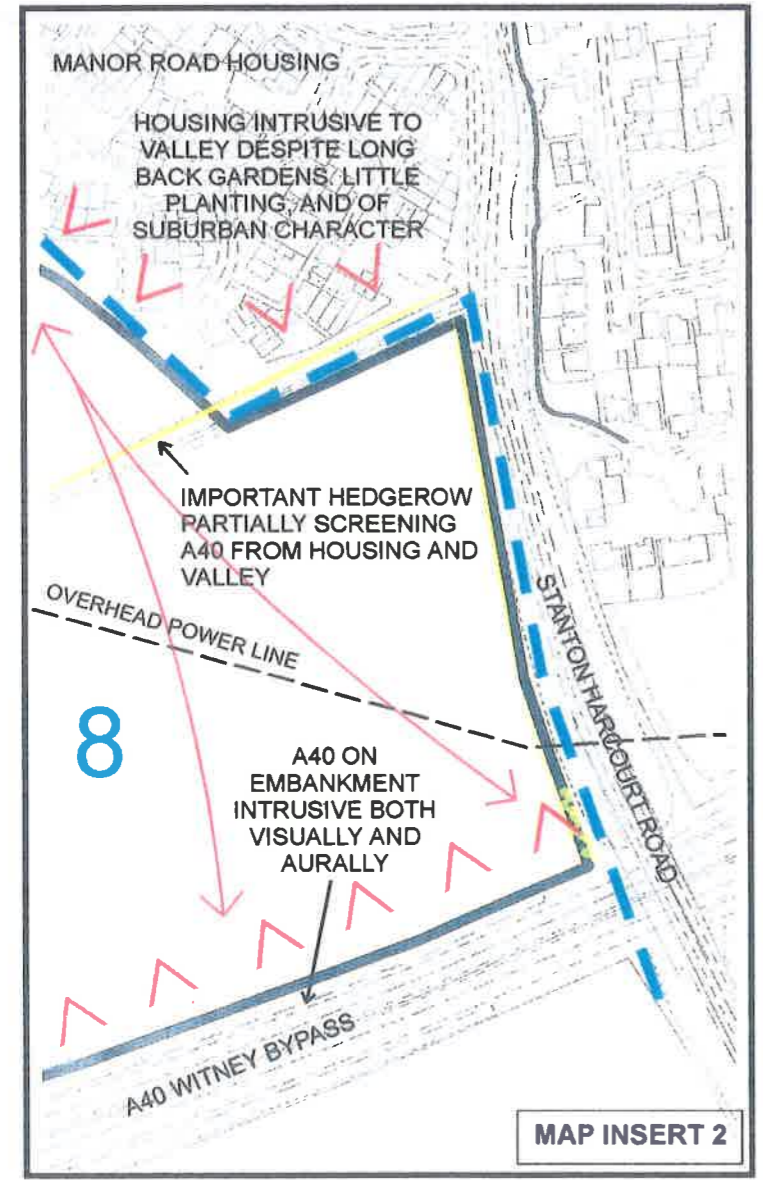 MANOR ROAD HOUSING
HOUSING INTRUSIVE TO
VALLEY DESPITE LONG
BACK GARDENS, LITTLE
PLANTING, AND OF
SUBURBAN CHARACTER
IMPORTANT HEDGEROW
PARTIALLY SCREENING
A40 FROM HOUSING AND
VALLEY
OVERHEAD POWER LINE
STANTON HARCOURT ROAD
8
A40 ON
EMBANKMENT
INTRUSIVE BOTH
VISUALLY AND
AURALLY
A40 WITNEY BYPASS
MAP INSERT 2